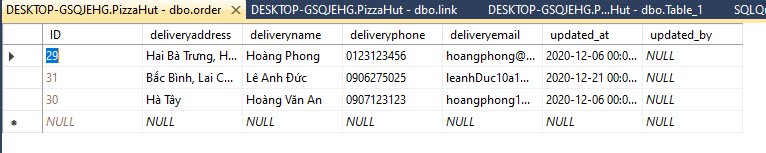 DESKTOP-GSQJEHG.PizzaHut - dbo.order DESKTOP-GSQJEHG.PizzaHut - dbo.link DESKTOP-GSQJEHG.P...Hut - dbo.Table_1 SQLQ
ID deliveryaddress deliveryname deliveryphone deliveryemail updated_at updated_by
29 Hai Bà Trưng, H... Hoàng Phong 0123123456 hoangphong@... 2020-12-06 00:0... NULL
31 Bắc Bình, Lai C... Lê Anh Đức 0906275025 leanhDuc10a1... 2020-12-21 00:0... NULL
30 Hà Tây Hoàng Văn An 0907123123 hoangphong1... 2020-12-06 00:0... NULL
NULL NULL NULL NULL NULL NULL NULL